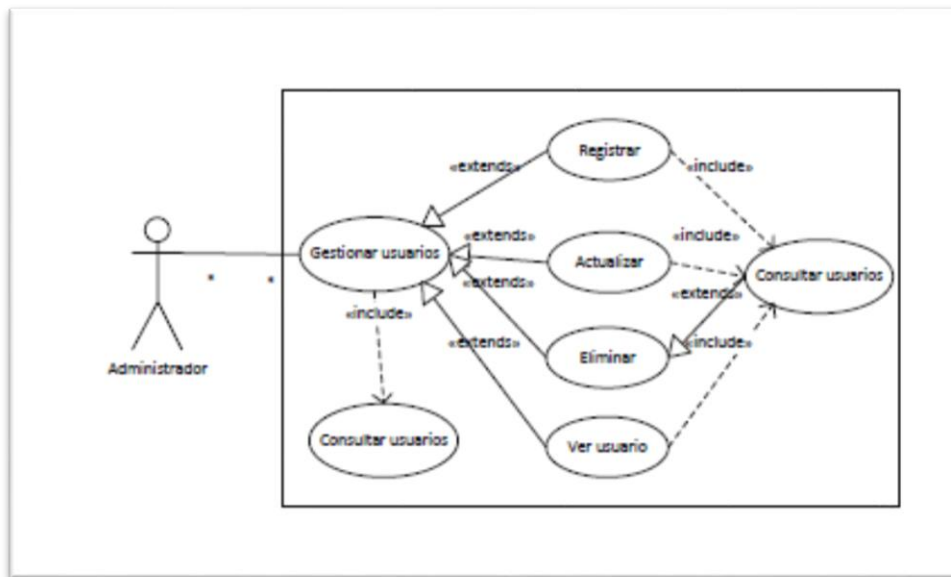 Registrar
«extends»
«include»
«extends»
«include»
Gestionar usuarios
Actualizar
Consultar usuarios
*
*
«extends»
«extends»
«include»
«extends»
«include»
Eliminar
Administrador
Consultar usuarios
Ver usuario